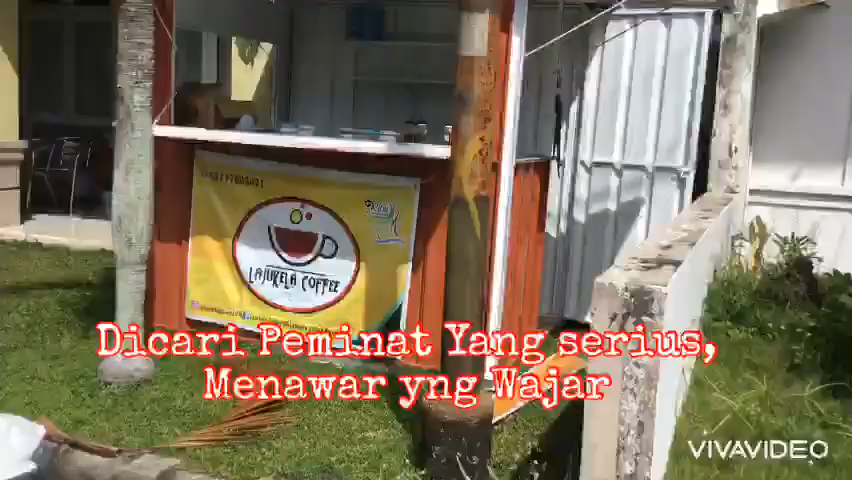 LAJUKELA COFFEE
Dicari Peminat Yang serius,
Menawar yng Wajar
VIVAVIDEO